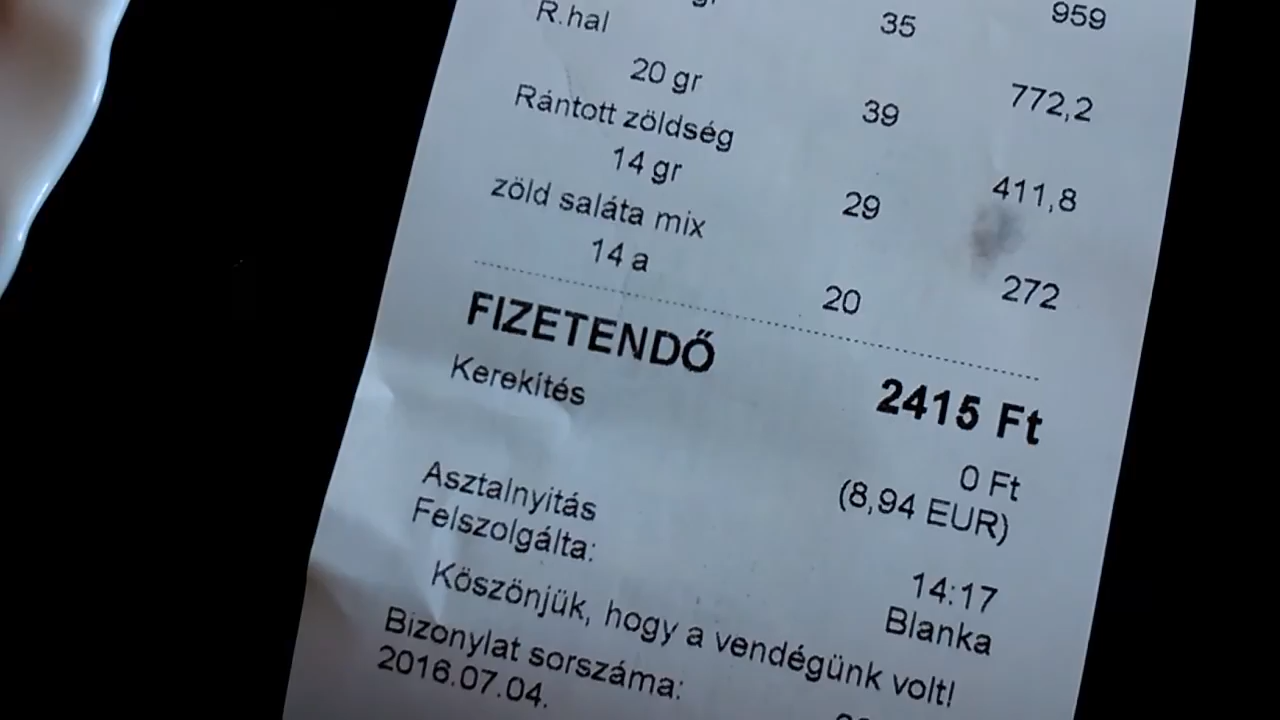 35 959
R.hal
20 gr 39 772,2
Rántott zöldség
14 gr 29 411,8
zöld saláta mix
14 a 20 272
FIZETENDŐ 2415 Ft
Kerekítés 0 Ft
(8,94 EUR)
Asztalnyitás 14:17
Felszolgálta: Blanka
Köszönjük, hogy a vendégünk volt!
Bizonylat sorszáma:
2016.07.04.